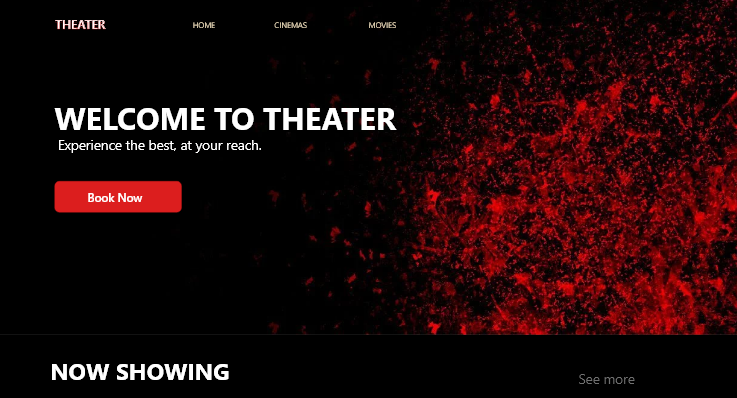 THEATER HOME CINEMAS MOVIES
WELCOME TO THEATER
Experience the best, at your reach.
Book Now
NOW SHOWING
See more